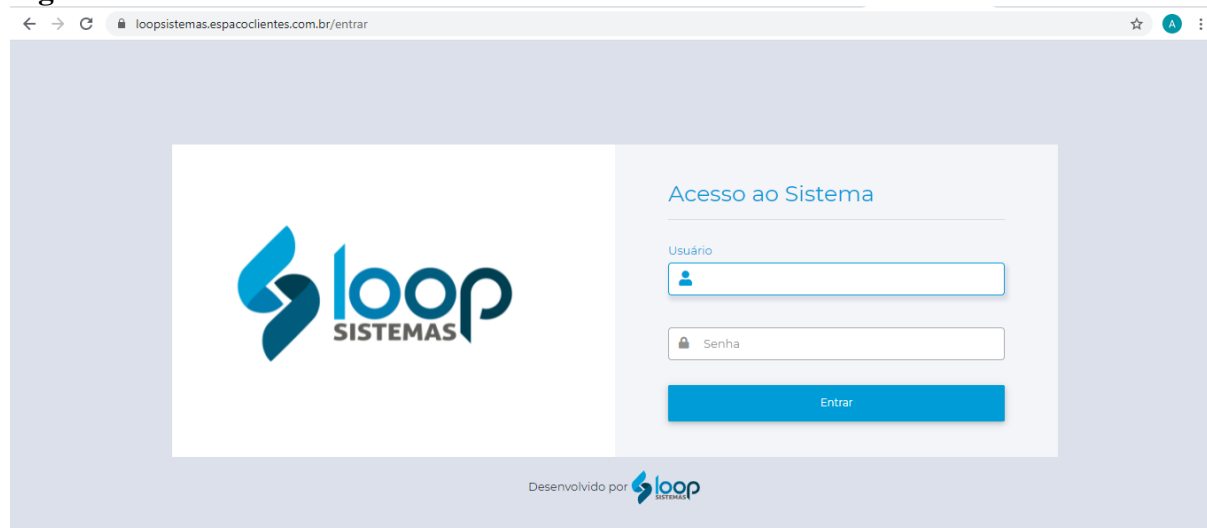 loopsistemas.espacoclientes.com.br/entrar
A
Acesso ao Sistema
Usuário
loop
SISTEMAS
Senha
Entrar
Desenvolvido por loop
SISTEMAS